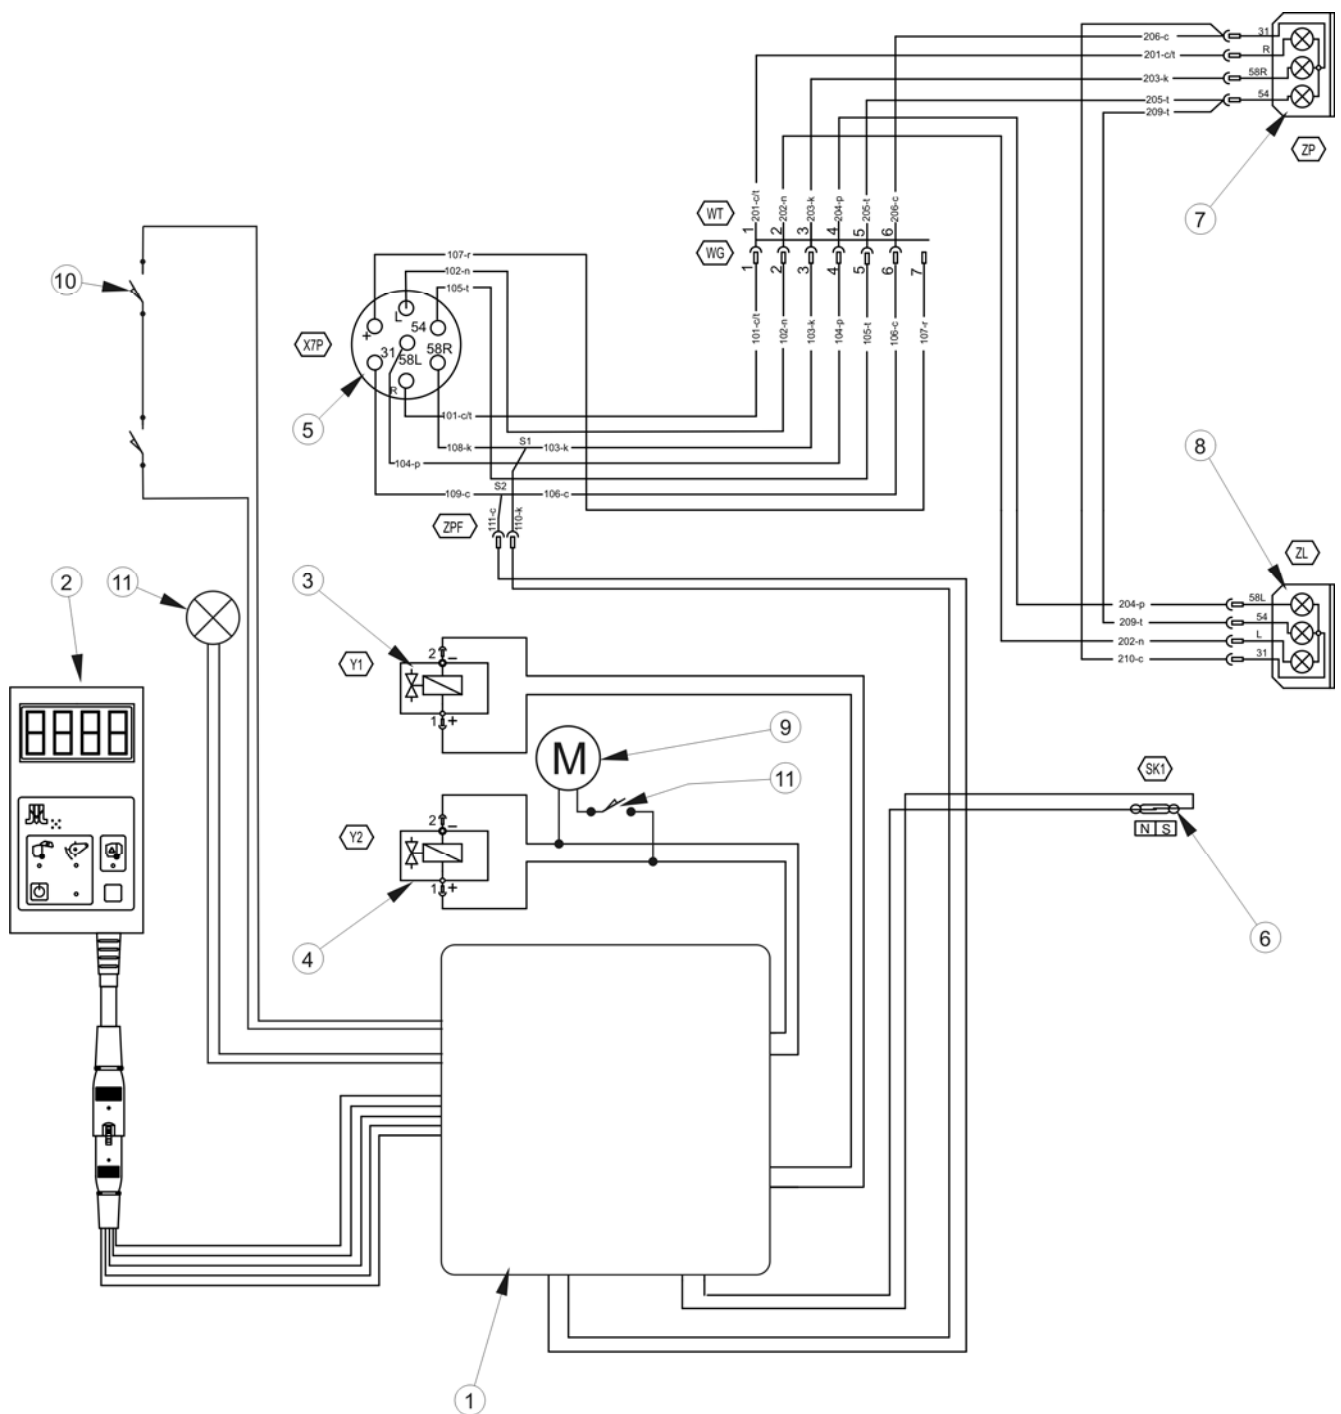 206-c
31
201-c/t
R
203-k
58R
205-t
54
209-t
ZP
7
WT
1
2
3
4
5
6
201-c/t
202-n
203-k
204-p
205-t
206-c
WG
1
2
3
4
5
6
7
101-c/t
102-n
103-k
104-p
105-t
106-c
107-r
10
107-r
102-n
105-t
L
54
+
31
58L
58R
R
X7P
5
101-c/t
108-k
S1
103-k
104-p
109-c
S2
106-c
111-c
110-k
ZPF
8
ZL
204-p
58L
209-t
54
202-n
L
210-c
31
2
11
3
Y1
2
−
1
+
9
M
11
Y2
2
−
1
+
4
SK1
N S
6
1